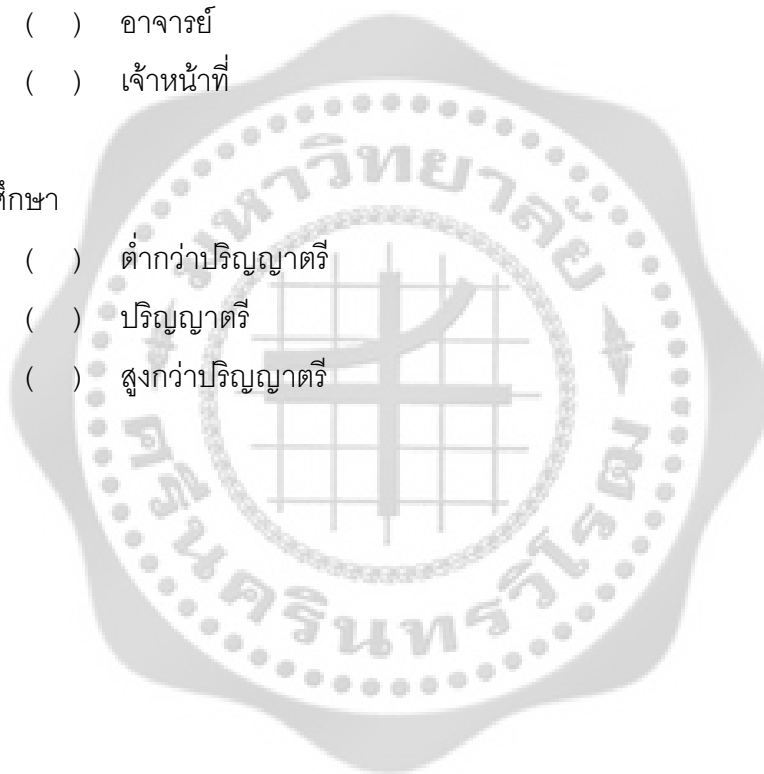 ( ) อาจารย์
( ) เจ้าหน้าที่
ศึกษา
( ) ต่ำกว่าปริญญาตรี
( ) ปริญญาตรี
( ) สูงกว่าปริญญาตรี
มหาวิทยาลัย
ศรีนครินทรวิโรฒ